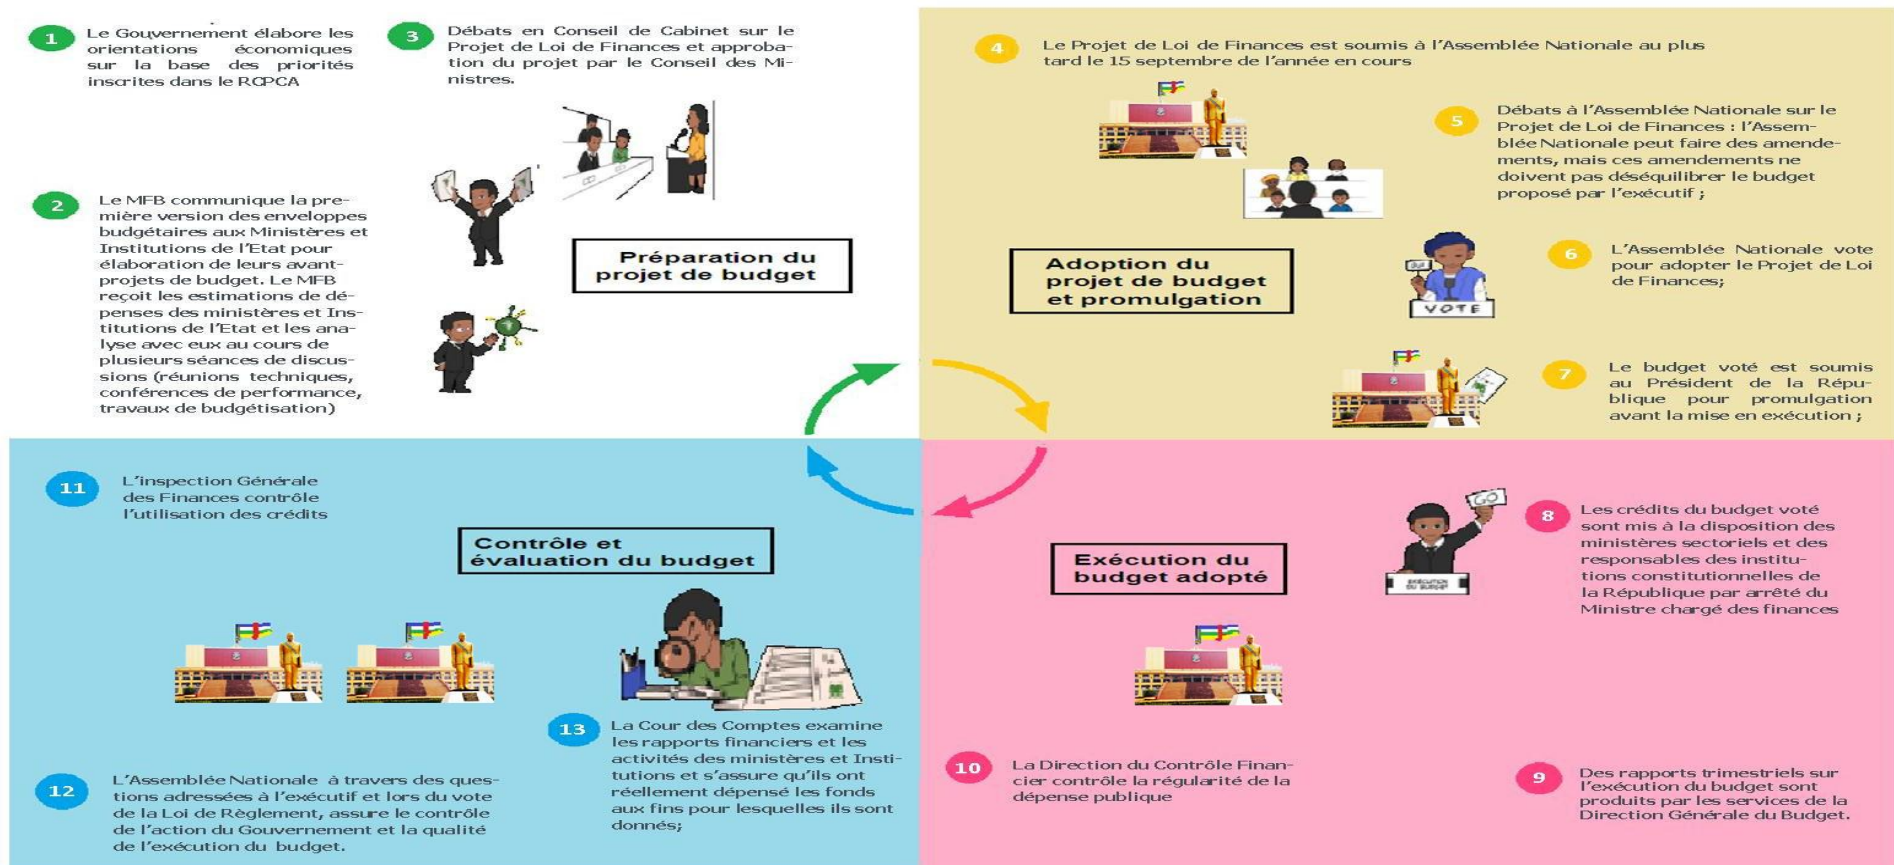 1
Le Gouvernement élabore les
orientations économiques
sur la base des priorités
inscrites dans le RCPCA
2
Le MFB communique la pre-
mière version des enveloppes
budgétaires aux Ministères et
Institutions de l'Etat pour
élaboration de leurs avant-
projets de budget. Le MFB
reçoit les estimations de dé-
penses des ministères et Ins-
titutions de l'Etat et les ana-
lyse avec eux au cours de
plusieurs séances de discus-
sions (réunions techniques,
conférences de performance,
travaux de budgétisation)
3
Débats en Conseil de Cabinet sur le
Projet de Loi de Finances et approba-
tion du projet par le Conseil des Mi-
nistres.
Préparation du
projet de budget
4
Le Projet de Loi de Finances est soumis à l'Assemblée Nationale au plus
tard le 15 septembre de l'année en cours
5
Débats à l'Assemblée Nationale sur le
Projet de Loi de Finances : l'Assem-
blée Nationale peut faire des amende-
ments, mais ces amendements ne
doivent pas déséquilibrer le budget
proposé par l'exécutif ;
Adoption du
projet de budget
et promulgation
OUI
VOTE
6
L'Assemblée Nationale vote
pour adopter le Projet de Loi
de Finances;
7
Le budget voté est soumis
au Président de la Répu-
blique pour promulgation
avant la mise en exécution ;
GO
EXÉCUTION
DU BUDGET
8
Les crédits du budget voté
sont mis à la disposition des
ministères sectoriels et des
responsables des institu-
tions constitutionnelles de
la République par arrêté du
Ministre chargé des finances
Exécution du
budget adopté
9
Des rapports trimestriels sur
l'exécution du budget sont
produits par les services de la
Direction Générale du Budget.
10
La Direction du Contrôle Finan-
cier contrôle la régularité de la
dépense publique
11
L'inspection Générale
des Finances contrôle
l'utilisation des crédits
Contrôle et
évaluation du budget
12
L'Assemblée Nationale à travers des ques-
tions adressées à l'exécutif et lors du vote
de la Loi de Règlement, assure le contrôle
de l'action du Gouvernement et la qualité
de l'exécution du budget.
13
La Cour des Comptes examine
les rapports financiers et les
activités des ministères et Insti-
tutions et s'assure qu'ils ont
réellement dépensé les fonds
aux fins pour lesquelles ils sont
donnés;